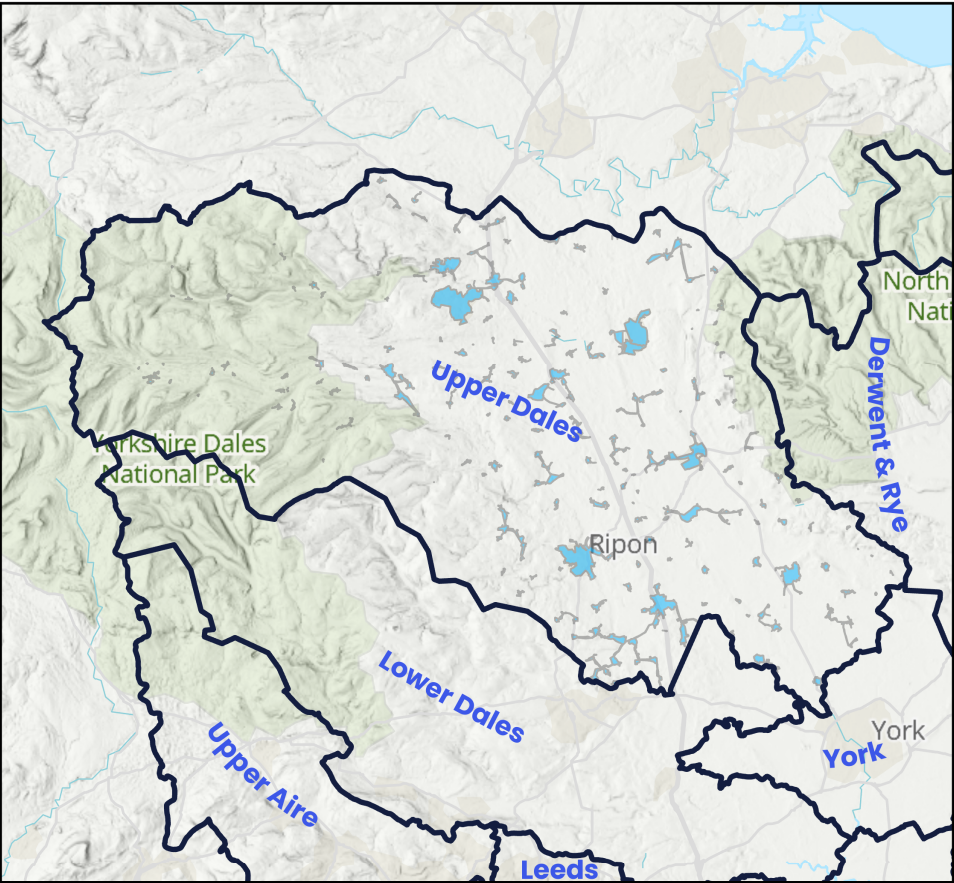 North
Nati
Derwent & Rye
Upper Dales
Yorkshire Dales
National Park
Ripon
Lower Dales
York
York
Upper Aire
Leeds